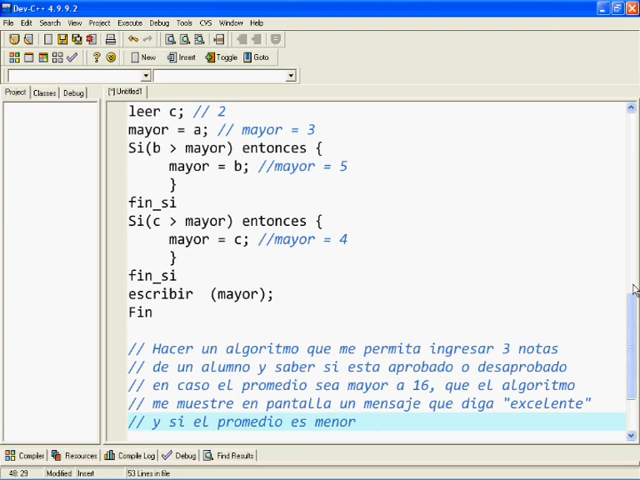 Dev-C++ 4.9.9.2
File Edit Search View Project Execute Debug Tools CVS Window Help
New Insert Toggle Goto
Project Classes Debug [*] Untitled1
leer c; // 2
mayor = a; // mayor = 3
Si(b > mayor) entonces {
mayor = b; //mayor = 5
}
fin_si
Si(c > mayor) entonces {
mayor = c; //mayor = 4
}
fin_si
escribir (mayor);
Fin
// Hacer un algoritmo que me permita ingresar 3 notas
// de un alumno y saber si esta aprobado o desaprobado
// en caso el promedio sea mayor a 16, que el algoritmo
// me muestre en pantalla un mensaje que diga "excelente"
// y si el promedio es menor
Compiler Resources Compile Log Debug Find Results
48: 29 Modified Insert 53 Lines in file